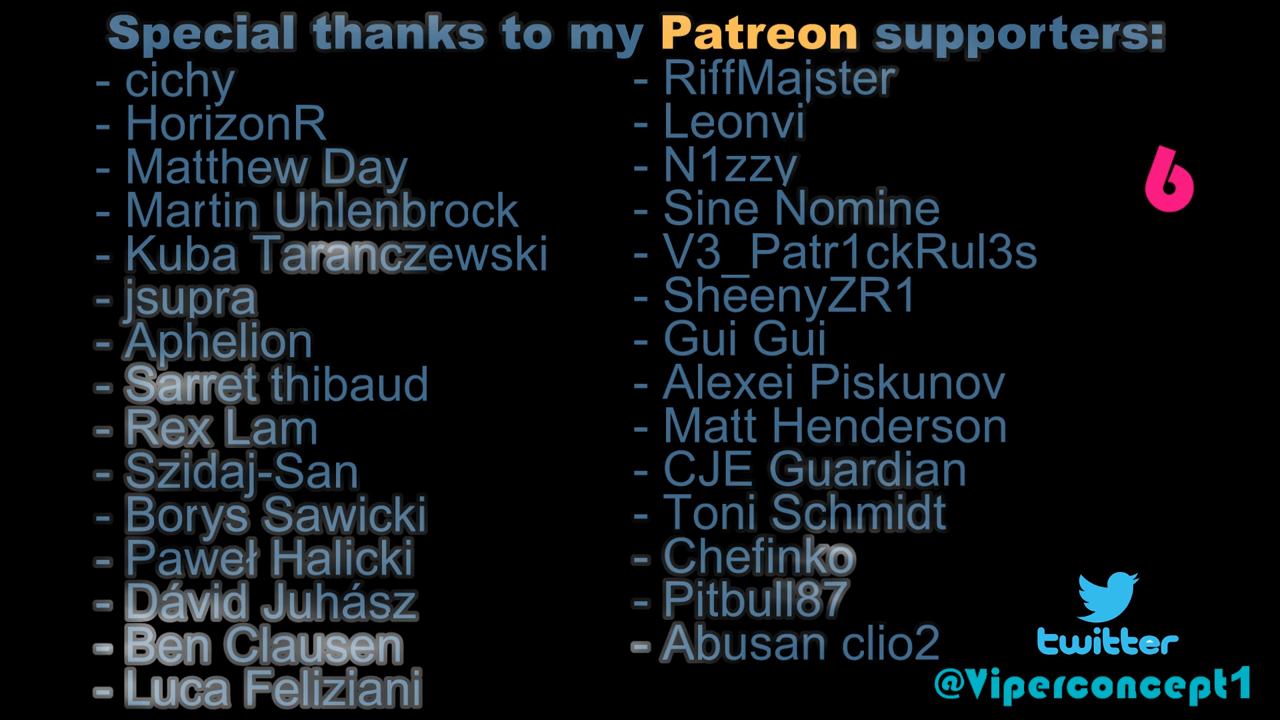 Special thanks to my Patreon supporters:
- cichy
- HorizonR
- Matthew Day
- Martin Uhlenbrock
- Kuba Taranczewski
- jsupra
- Aphelion
- Sarret thibaud
- Rex Lam
- Szidaj-San
- Borys Sawicki
- Paweł Halicki
- Dávid Juhász
- Ben Clausen
- Luca Feliziani
- RiffMajster
- Leonvi
- N1zzy
- Sine Nomine
- V3_Patr1ckRul3s
- SheenyZR1
- Gui Gui
- Alexei Piskunov
- Matt Henderson
- CJE Guardian
- Toni Schmidt
- Chefinko
- Pitbull87
- Abusan clio2
6
twitter
@Viperconcept1